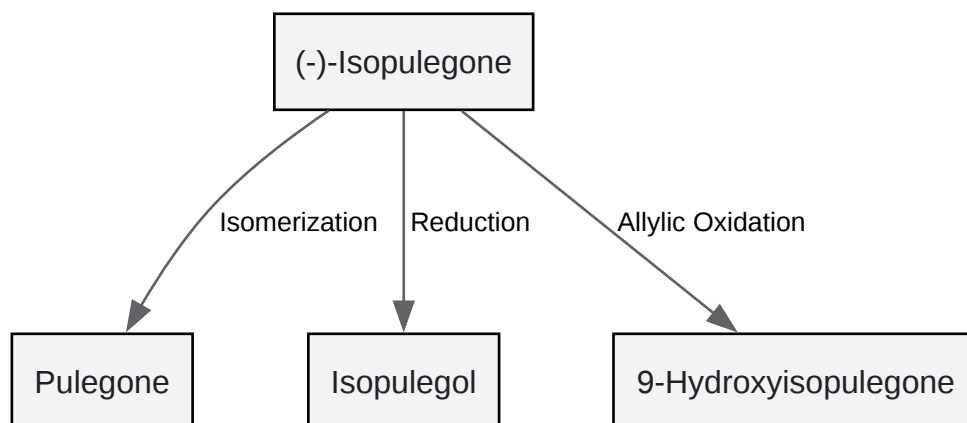 (-)-Isopulegone
Isomerization
Reduction
Allylic Oxidation
Pulegone
Isopulegol
9-Hydroxyisopulegone